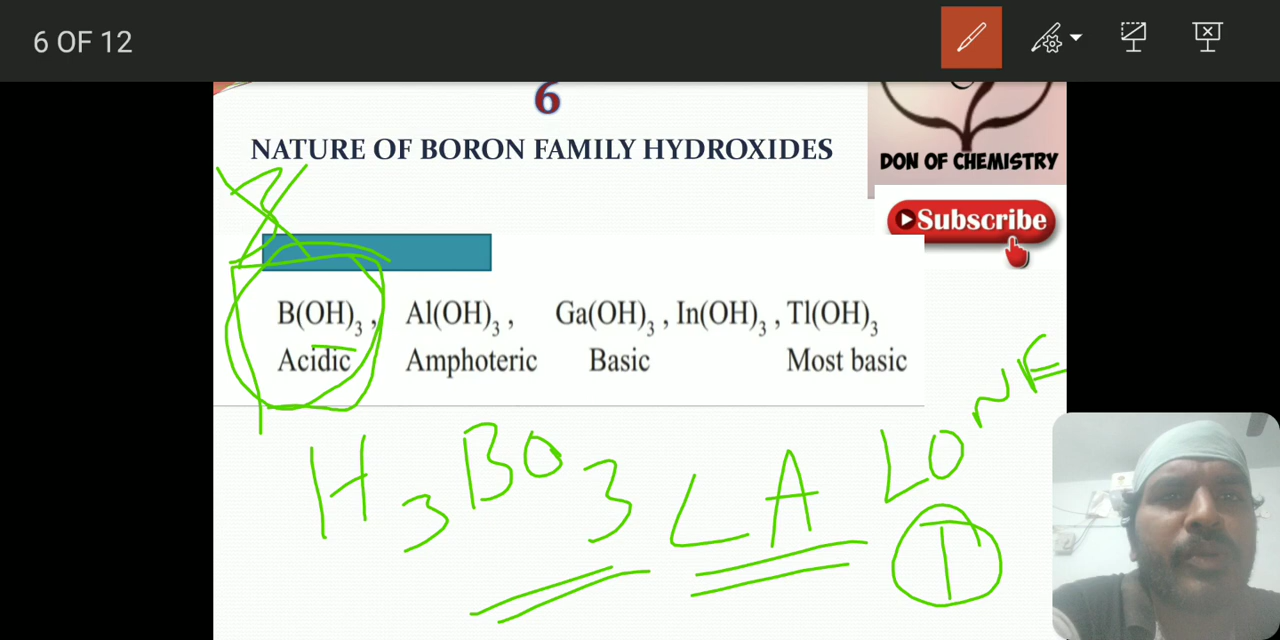 6 OF 12
6
NATURE OF BORON FAMILY HYDROXIDES
DON OF CHEMISTRY
Subscribe
B(OH)₃ , Al(OH)₃ , Ga(OH)₃ , In(OH)₃ , Tl(OH)₃
Acidic Amphoteric Basic Most basic
H₃BO₃ LA LONE